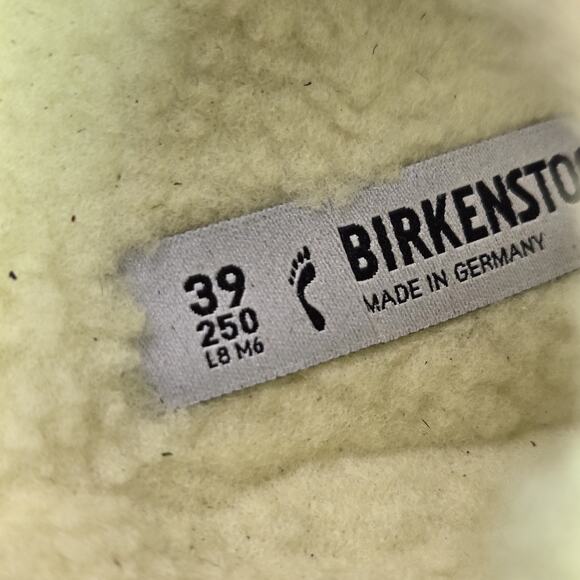 39
250
L8 M6
BIRKENSTO
MADE IN GERMANY